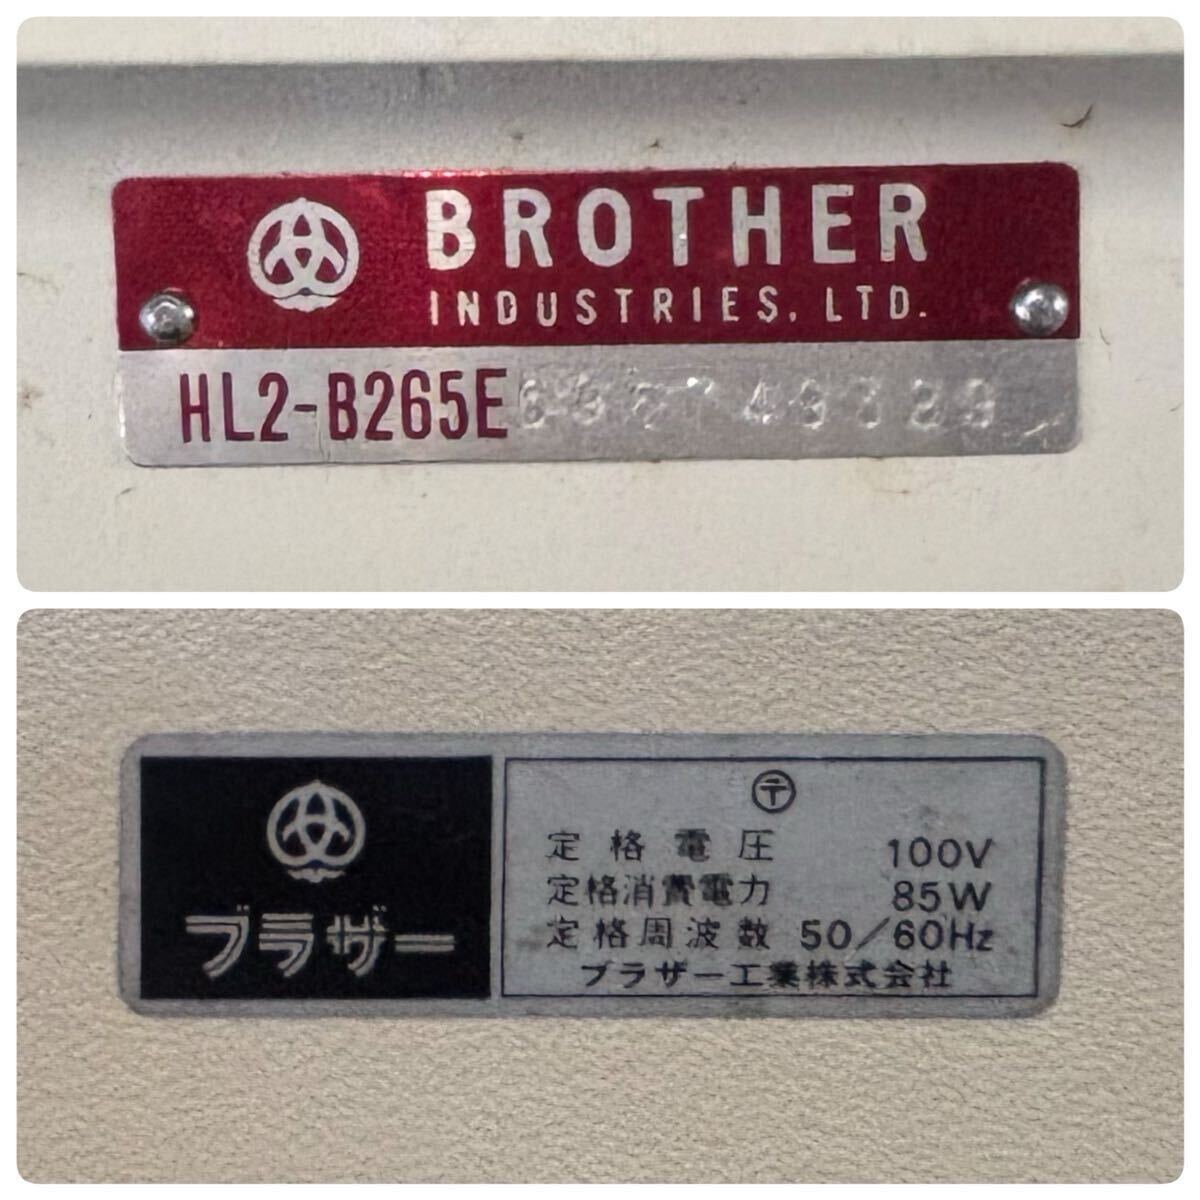 BROTHER
INDUSTRIES, LTD.
HL2-B265E
ブラザー
〶
定格電圧 100V
定格消費電力 85W
定格周波数 50/60Hz
ブラザー工業株式会社